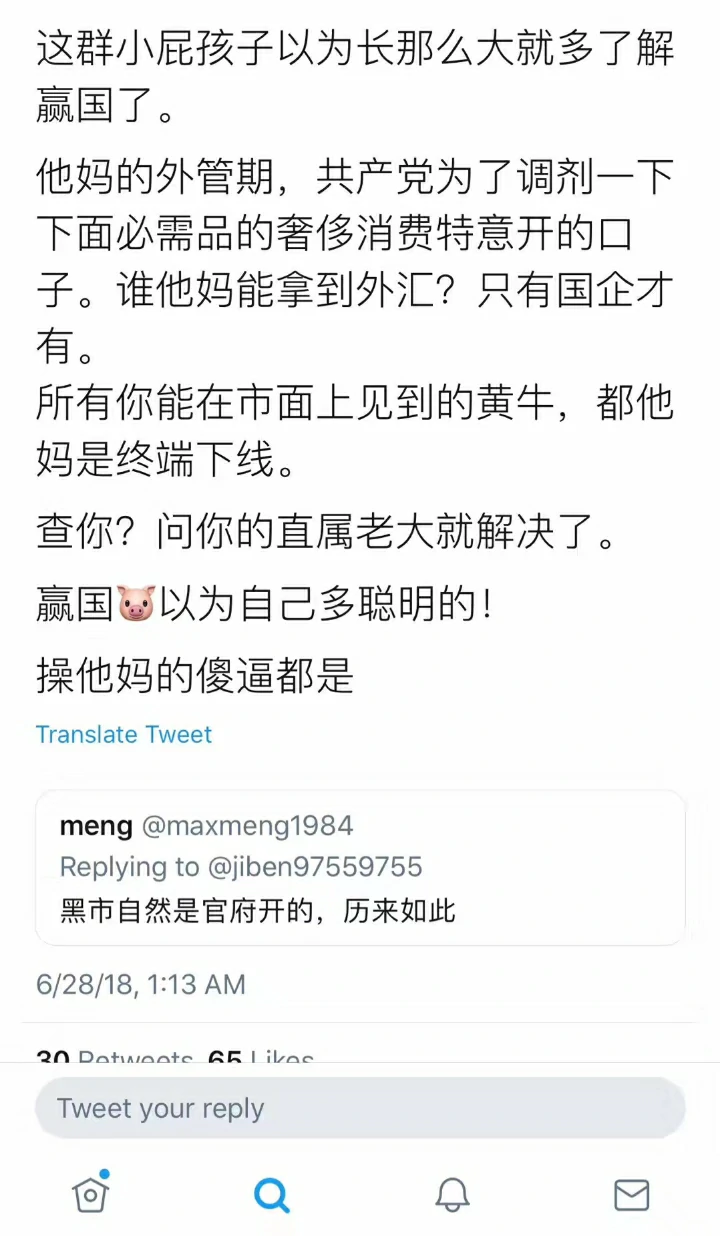 这群小屁孩子以为长那么大就多了解
赢国了。
他妈的外管期，共产党为了调剂一下
下面必需品的奢侈消费特意开的口
子。谁他妈能拿到外汇？只有国企才
有。
所有你能在市面上见到的黄牛，都他
妈是终端下线。
查你？问你的直属老大就解决了。
赢国🐷以为自己多聪明的！
操他妈的傻逼都是
Translate Tweet
meng @maxmeng1984
Replying to @jiben97559755
黑市自然是官府开的，历来如此
6/28/18, 1:13 AM
30 Retweets 65 Likes
Tweet your reply